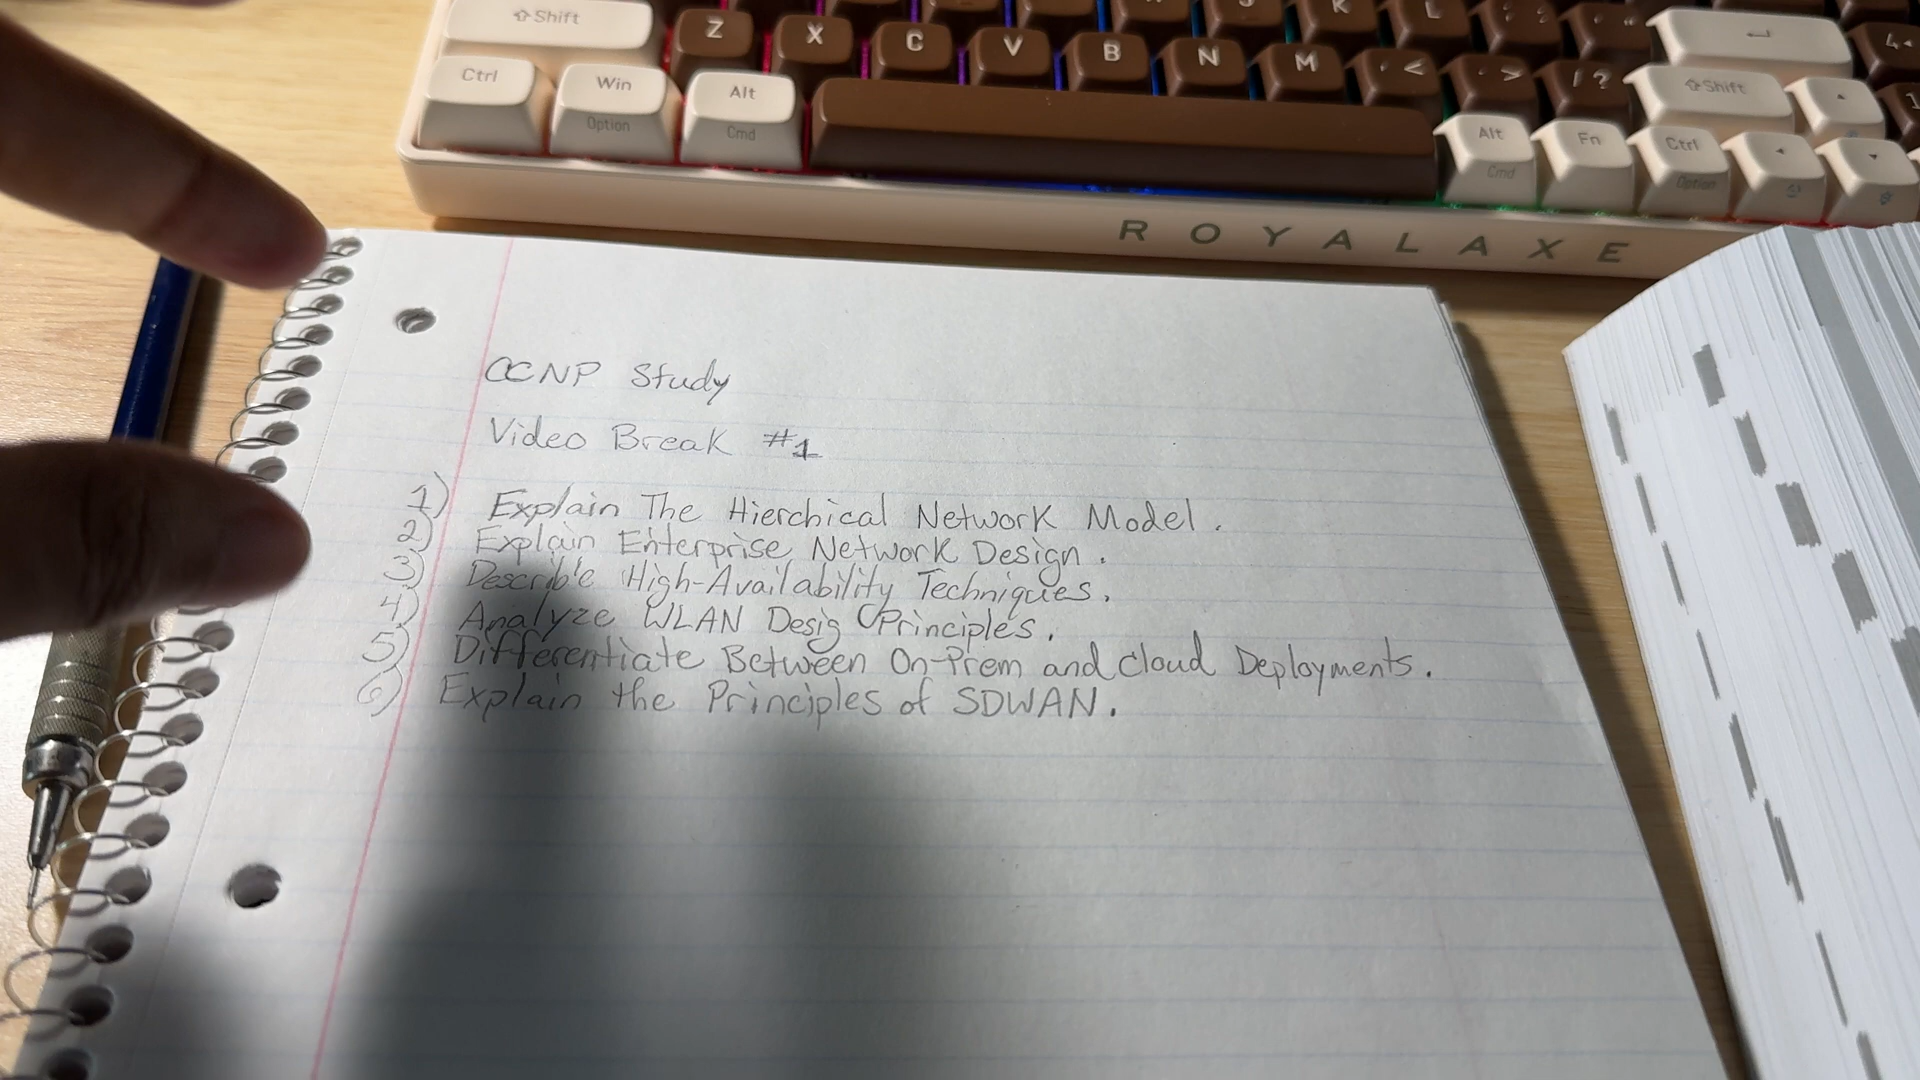 ⇧Shift Z X C V B N M , < . > / ? ⇧Shift
Ctrl Win Option Alt Cmd Alt Cmd Fn Ctrl Option
K L
ROYALAXE
CCNP Study
Video Break #1
1) Explain The Hierchical Network Model.
2) Explain Enterprise Network Design.
3) Describle High-Availability Techniques.
4) Analyze WLAN Desig Principles.
5) Differentiate Between On-Prem and cloud Deployments.
6) Explain the Principles of SDWAN.